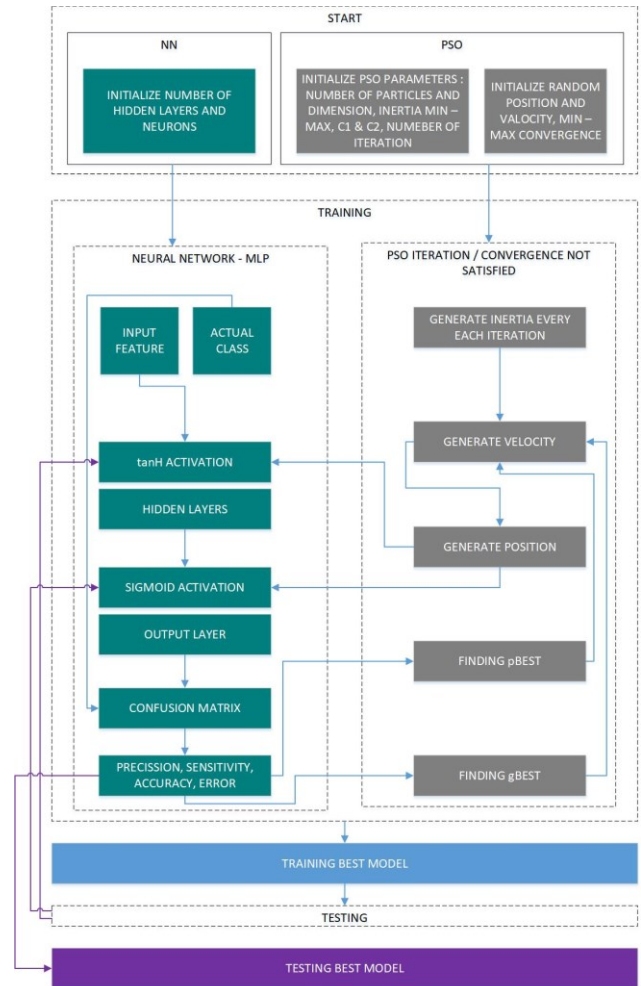 START
NN
INITIALIZE NUMBER OF
HIDDEN LAYERS AND
NEURONS
PSO
INITIALIZE PSO PARAMETERS :
NUMBER OF PARTICLES AND
DIMENSION, INERTIA MIN –
MAX, C1 & C2, NUMEBER OF
ITERATION
INITIALIZE RANDOM
POSITION AND
VALOCITY, MIN –
MAX CONVERGENCE
TRAINING
NEURAL NETWORK - MLP
INPUT
FEATURE
ACTUAL
CLASS
tanH ACTIVATION
HIDDEN LAYERS
SIGMOID ACTIVATION
OUTPUT LAYER
CONFUSION MATRIX
PRECISSION, SENSITIVITY,
ACCURACY, ERROR
PSO ITERATION / CONVERGENCE NOT
SATISFIED
GENERATE INERTIA EVERY
EACH ITERATION
GENERATE VELOCITY
GENERATE POSITION
FINDING pBEST
FINDING gBEST
TRAINING BEST MODEL
TESTING
TESTING BEST MODEL